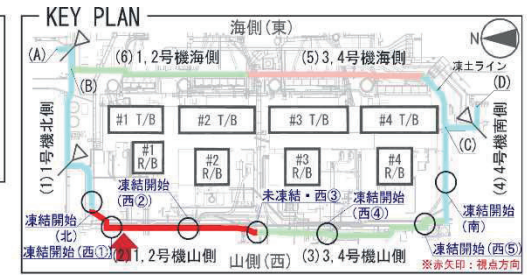 KEY PLAN
海側(東)
N
(A)
(6)1,2号機海側
(5)3,4号機海側
凍土ライン
(B)
(D)
#1 T/B
#2 T/B
#3 T/B
#4 T/B
(1)1号機北側
#1
R/B
#2
R/B
#3
R/B
#4
R/B
(C)
(4)4号機南側
凍結開始
(西②)
未凍結・西③
凍結開始
(西④)
凍結開始
(北)
凍結開始
(南)
凍結開始(西①)
(2)1,2号機山側
山側(西)
(3)3,4号機山側
凍結開始(西⑤)
※赤矢印：視点方向